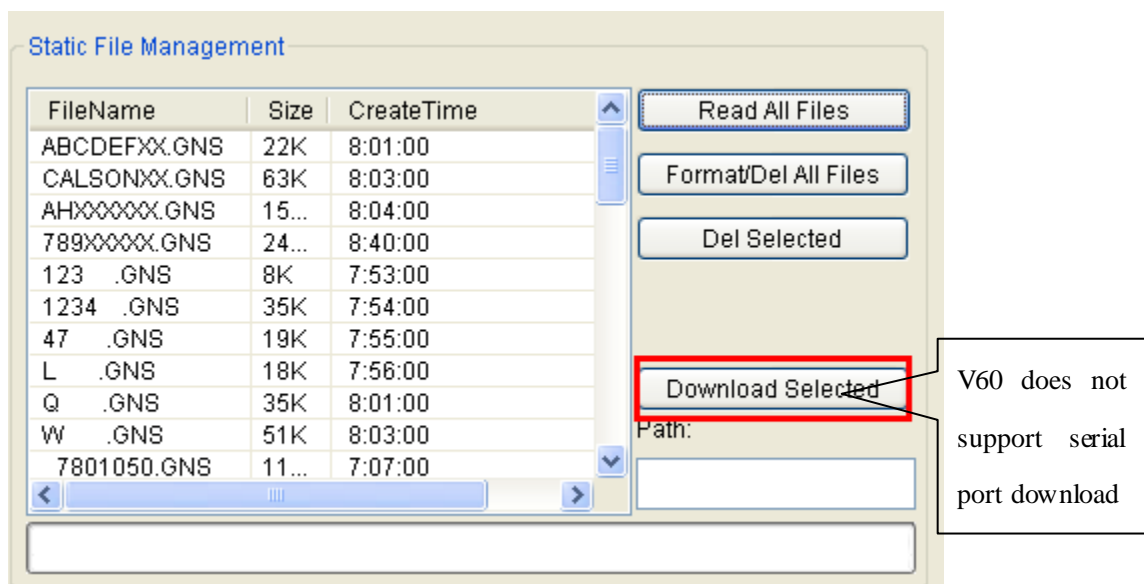 Static File Management
FileName Size CreateTime
ABCDEFXX.GNS 22K 8:01:00
CALSONXX.GNS 63K 8:03:00
AHXXXXXX.GNS 15... 8:04:00
789XXXXX.GNS 24... 8:40:00
123 .GNS 8K 7:53:00
1234 .GNS 35K 7:54:00
47 .GNS 19K 7:55:00
L .GNS 18K 7:56:00
Q .GNS 35K 8:01:00
W .GNS 51K 8:03:00
7801050.GNS 11... 7:07:00
Read All Files
Format/Del All Files
Del Selected
Download Selected
Path:
V60 does not
support serial
port download